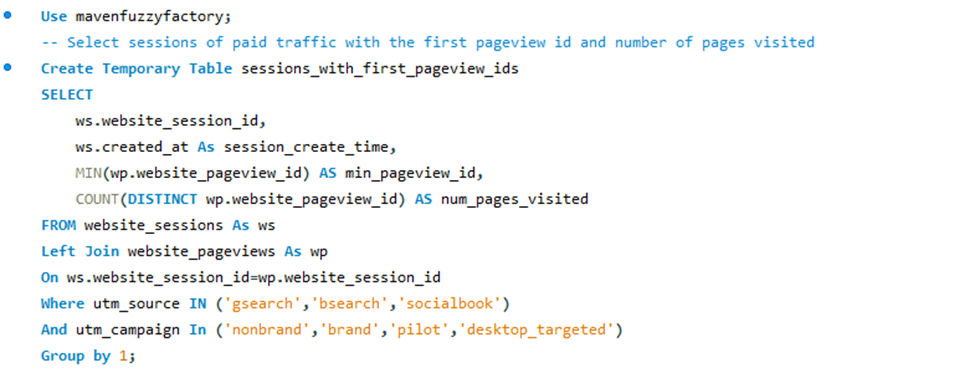 Use mavenfuzzyfactory;
-- Select sessions of paid traffic with the first pageview id and number of pages visited
Create Temporary Table sessions_with_first_pageview_ids
SELECT
ws.website_session_id,
ws.created_at As session_create_time,
MIN(wp.website_pageview_id) AS min_pageview_id,
COUNT(DISTINCT wp.website_pageview_id) AS num_pages_visited
FROM website_sessions As ws
Left Join website_pageviews As wp
On ws.website_session_id=wp.website_session_id
Where utm_source IN ('gsearch','bsearch','socialbook')
And utm_campaign In ('nonbrand','brand','pilot','desktop_targeted')
Group by 1;